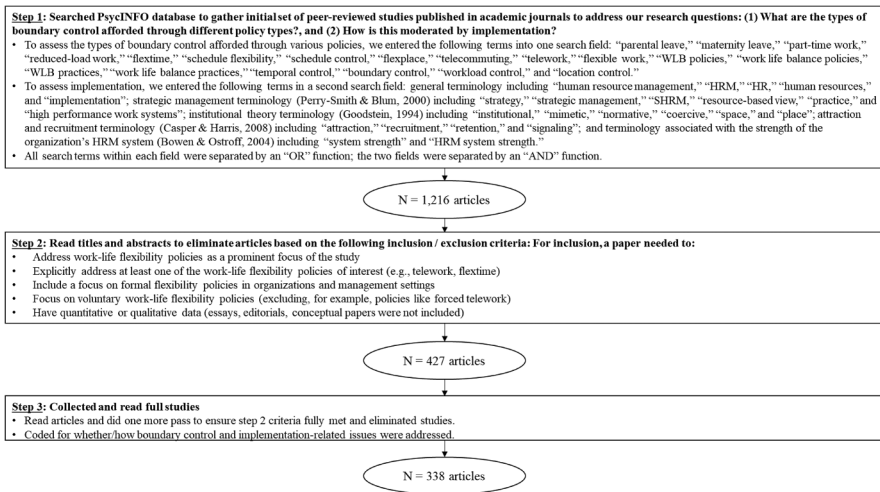 Step 1: Searched PsycINFO database to gather initial set of peer-reviewed studies published in academic journals to address our research questions: (1) What are the types of
boundary control afforded through different policy types?, and (2) How is this moderated by implementation?
• To assess the types of boundary control afforded through various policies, we entered the following terms into one search field: “parental leave,” “maternity leave,” “part-time work,”
“reduced-load work,” “flextime,” “schedule flexibility,” “schedule control,” “flexplace,” “telecommuting,” “telework,” “flexible work,” “WLB policies,” “work life balance policies,”
“WLB practices,” “work life balance practices,” “temporal control,” “boundary control,” “workload control,” and “location control.”
• To assess implementation, we entered the following terms in a second search field: general terminology including “human resource management,” “HRM,” “HR,” “human resources,”
and “implementation”; strategic management terminology (Perry-Smith & Blum, 2000) including “strategy,” “strategic management,” “SHRM,” “resource-based view,” “practice,” and
“high performance work systems”; institutional theory terminology (Goodstein, 1994) including “institutional,” “mimetic,” “normative,” “coercive,” “space,” and “place”; attraction
and recruitment terminology (Casper & Harris, 2008) including “attraction,” “recruitment,” “retention,” and “signaling”; and terminology associated with the strength of the
organization’s HRM system (Bowen & Ostroff, 2004) including “system strength” and “HRM system strength.”
• All search terms within each field were separated by an “OR” function; the two fields were separated by an “AND” function.
N = 1,216 articles
Step 2: Read titles and abstracts to eliminate articles based on the following inclusion / exclusion criteria: For inclusion, a paper needed to:
• Address work-life flexibility policies as a prominent focus of the study
• Explicitly address at least one of the work-life flexibility policies of interest (e.g., telework, flextime)
• Include a focus on formal flexibility policies in organizations and management settings
• Focus on voluntary work-life flexibility policies (excluding, for example, policies like forced telework)
• Have quantitative or qualitative data (essays, editorials, conceptual papers were not included)
N = 427 articles
Step 3: Collected and read full studies
• Read articles and did one more pass to ensure step 2 criteria fully met and eliminated studies.
• Coded for whether/how boundary control and implementation-related issues were addressed.
N = 338 articles